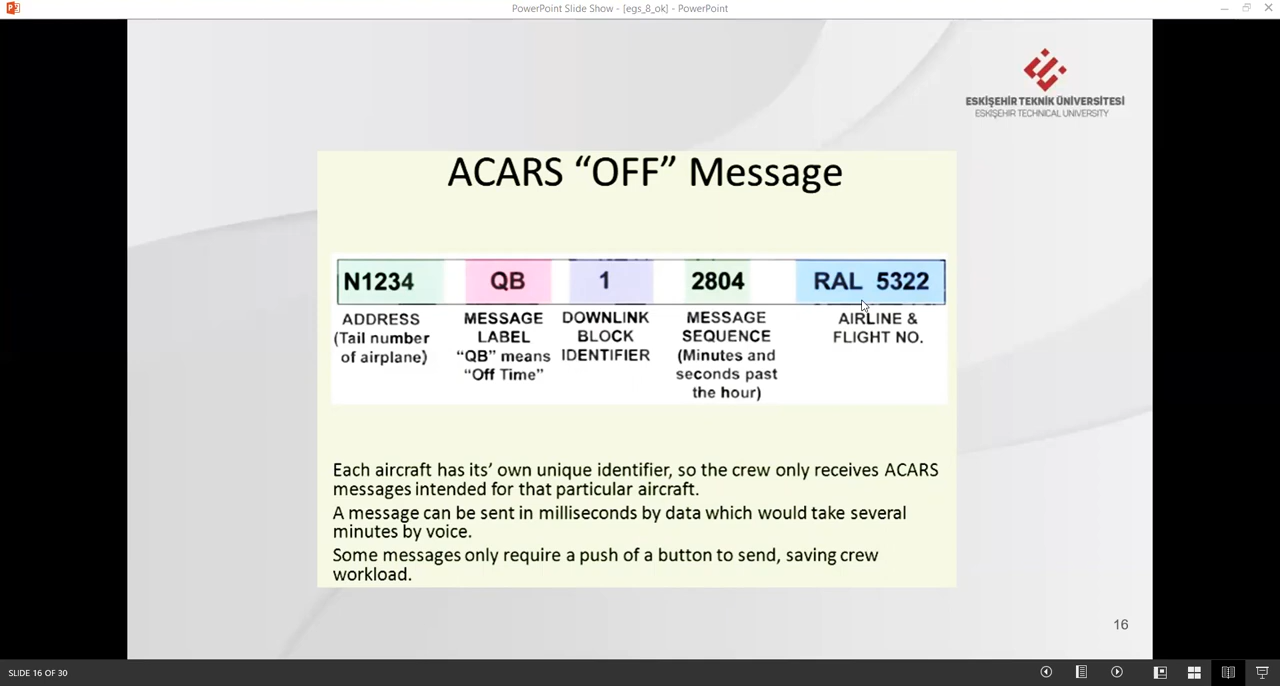 PowerPoint Slide Show - [egs_8_ok] - PowerPoint
ESKİŞEHİR TEKNİK ÜNİVERSİTESİ
ESKİŞEHİR TECHNICAL UNIVERSITY
ACARS “OFF” Message
N1234 QB 1 2804 RAL 5322
ADDRESS
(Tail number
of airplane)
MESSAGE
LABEL
“QB” means
“Off Time”
DOWNLINK
BLOCK
IDENTIFIER
MESSAGE
SEQUENCE
(Minutes and
seconds past
the hour)
AIRLINE &
FLIGHT NO.
Each aircraft has its’ own unique identifier, so the crew only receives ACARS
messages intended for that particular aircraft.
A message can be sent in milliseconds by data which would take several
minutes by voice.
Some messages only require a push of a button to send, saving crew
workload.
16
SLIDE 16 OF 30